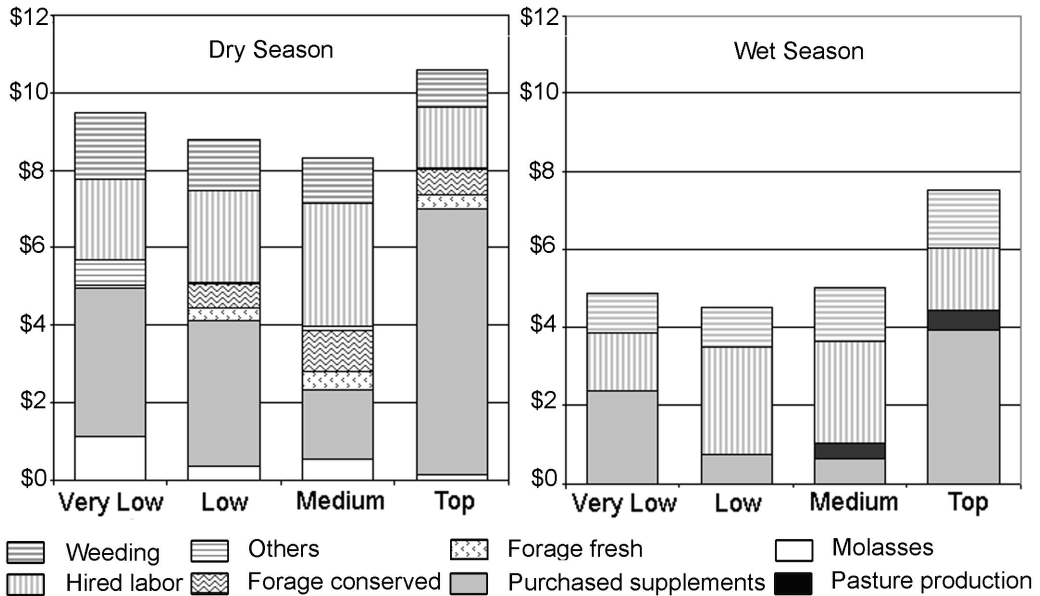 Dry Season
$12
$10
$8
$6
$4
$2
$0
Very Low Low Medium Top
Wet Season
$12
$10
$8
$6
$4
$2
$0
Very Low Low Medium Top
Weeding Others Forage fresh Molasses
Hired labor Forage conserved Purchased supplements Pasture production